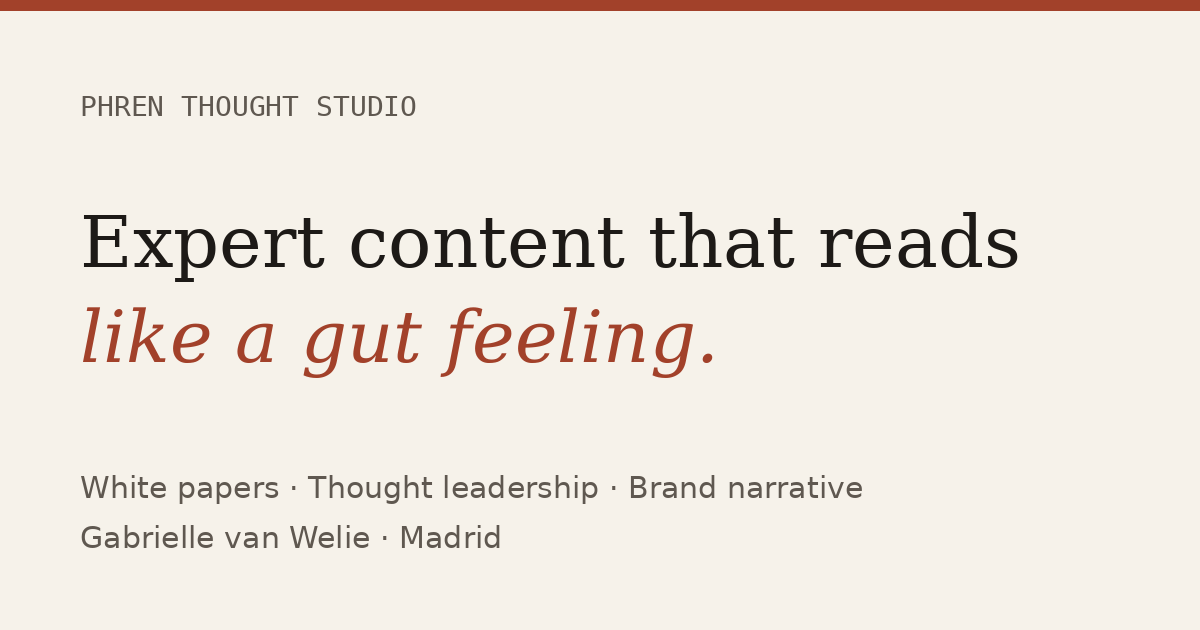 PHREN THOUGHT STUDIO
Expert content that reads
like a gut feeling.
White papers · Thought leadership · Brand narrative
Gabrielle van Welie · Madrid